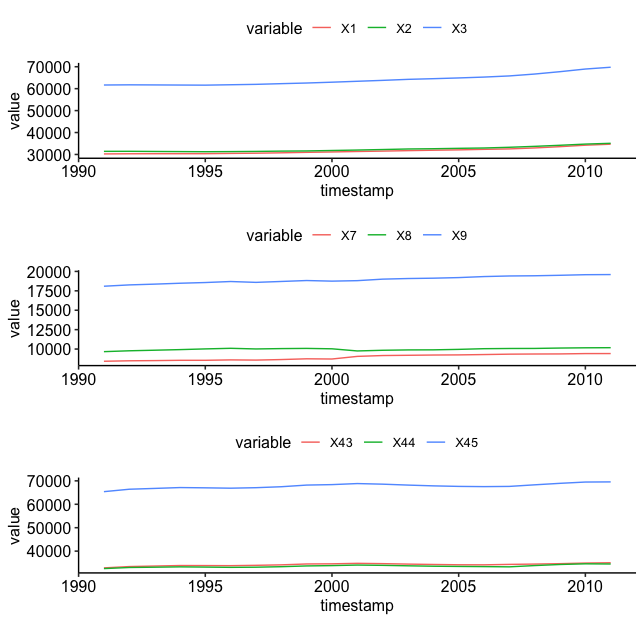 variable X1 X2 X3
value
70000
60000
50000
40000
30000
1990 1995 2000 2005 2010
timestamp
variable X7 X8 X9
value
20000
17500
15000
12500
10000
1990 1995 2000 2005 2010
timestamp
variable X43 X44 X45
value
70000
60000
50000
40000
1990 1995 2000 2005 2010
timestamp